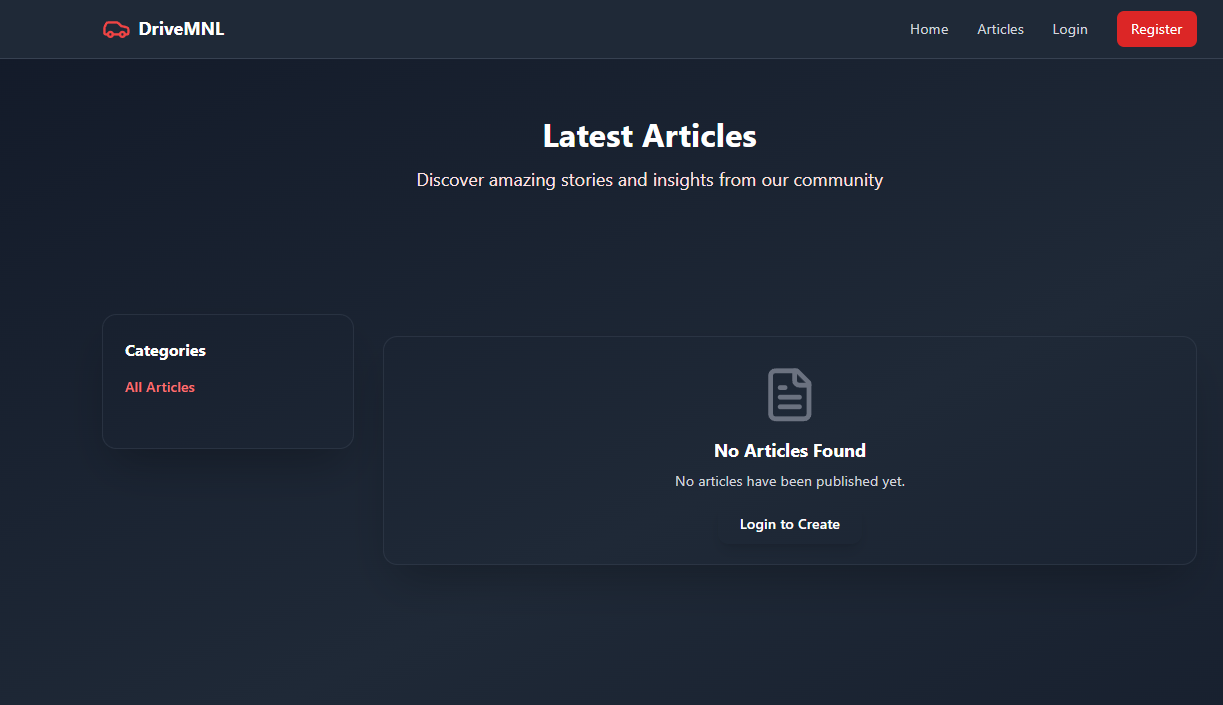 DriveMNL
Home
Articles
Login
Register
Latest Articles
Discover amazing stories and insights from our community
Categories
All Articles
No Articles Found
No articles have been published yet.
Login to Create